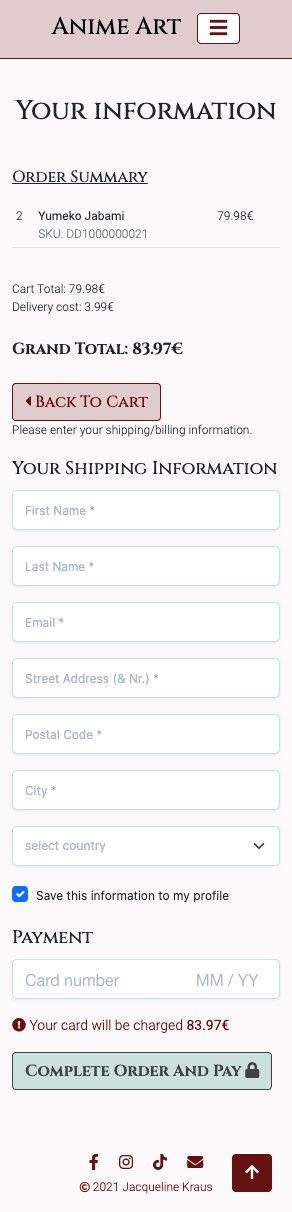 Anime Art
Your information
Order Summary
2 Yumeko Jabami 79.98€
SKU: DD1000000021
Cart Total: 79.98€
Delivery cost: 3.99€
Grand Total: 83.97€
Back To Cart
Please enter your shipping/billing information.
Your Shipping Information
First Name *
Last Name *
Email *
Street Address (& Nr.) *
Postal Code *
City *
select country
Save this information to my profile
Payment
Card number MM / YY
Your card will be charged 83.97€
Complete Order And Pay
© 2021 Jacqueline Kraus